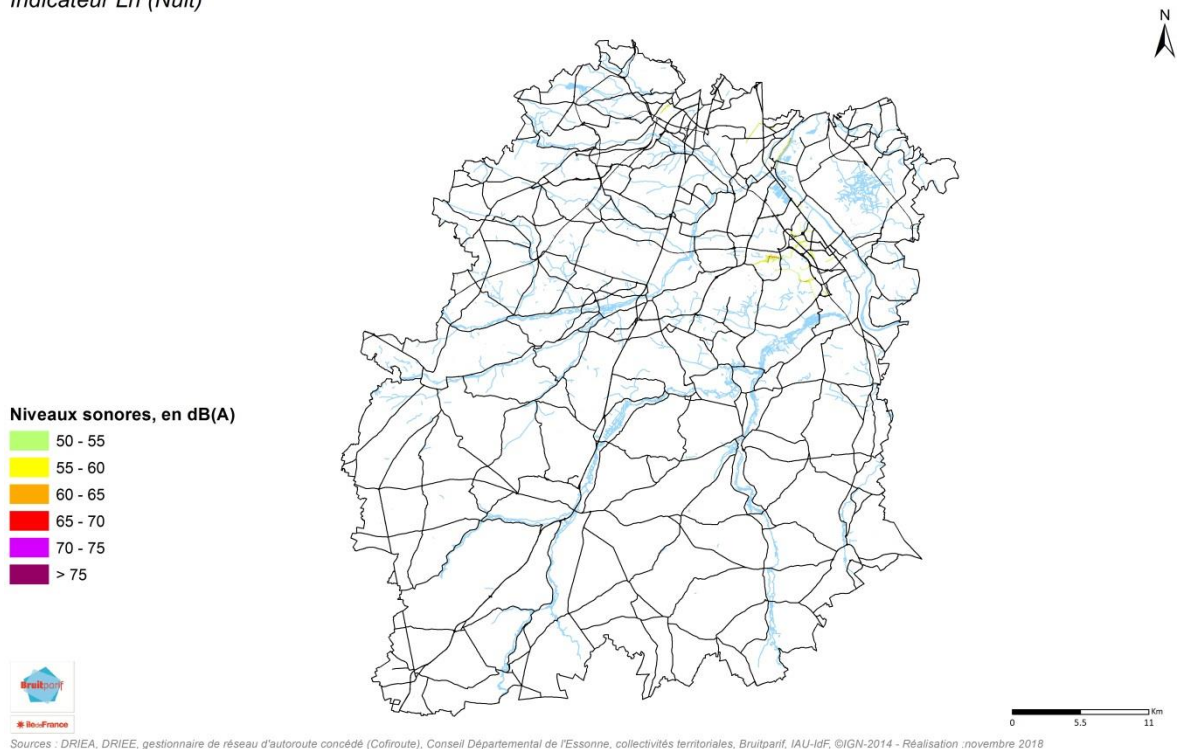 Indicateur Ln (Nuit)
N
Niveaux sonores, en dB(A)
50 - 55
55 - 60
60 - 65
65 - 70
70 - 75
> 75
Bruitparif
îledeFrance
Km
0 5.5 11
Sources : DRIEA, DRIEE, gestionnaire de réseau d'autoroute concédé (Cofiroute), Conseil Départemental de l'Essonne, collectivités territoriales, Bruitparif, IAU-IdF, ©IGN-2014 - Réalisation :novembre 2018